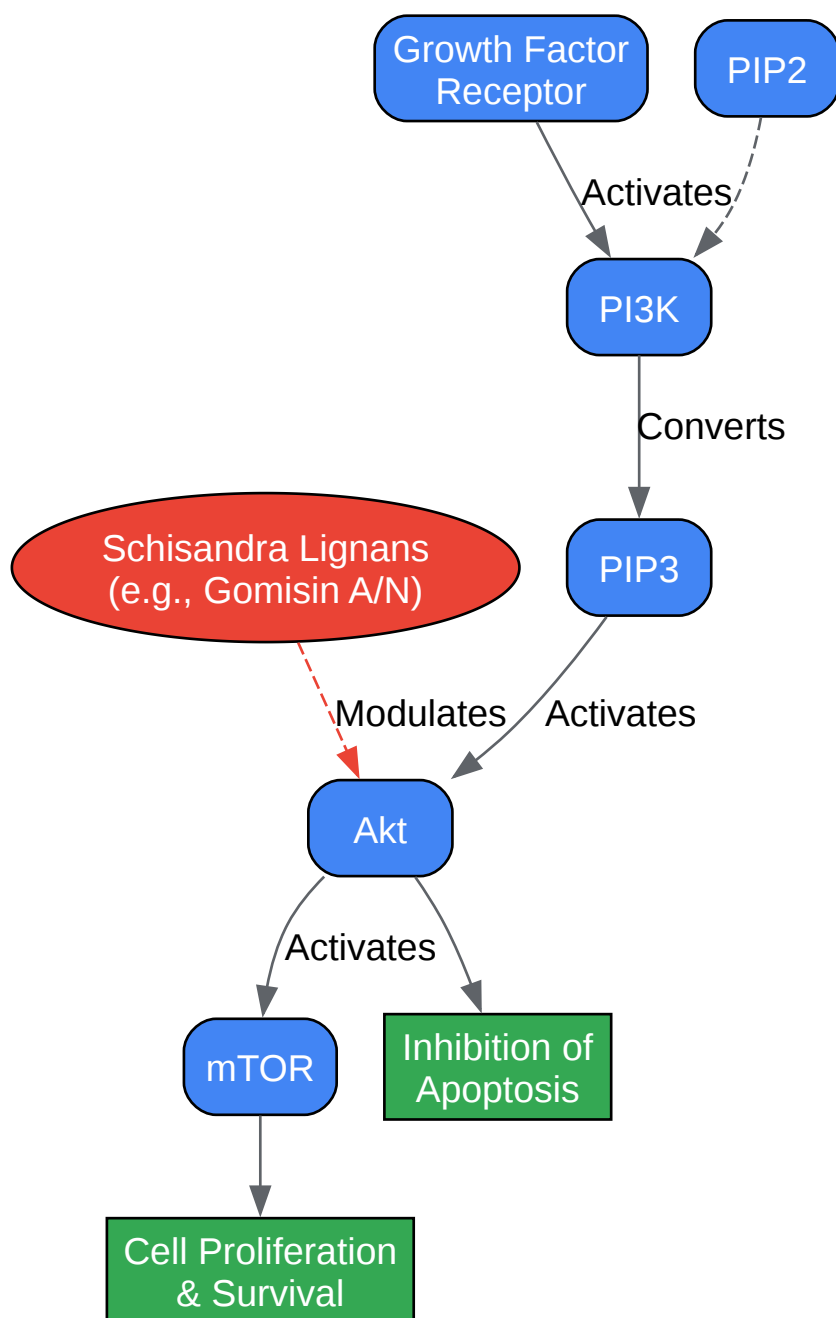 Growth Factor
Receptor
PIP2
Activates
PI3K
Converts
Schisandra Lignans
(e.g., Gomisin A/N)
PIP3
Modulates
Activates
Akt
Activates
mTOR
Inhibition of
Apoptosis
Cell Proliferation
& Survival